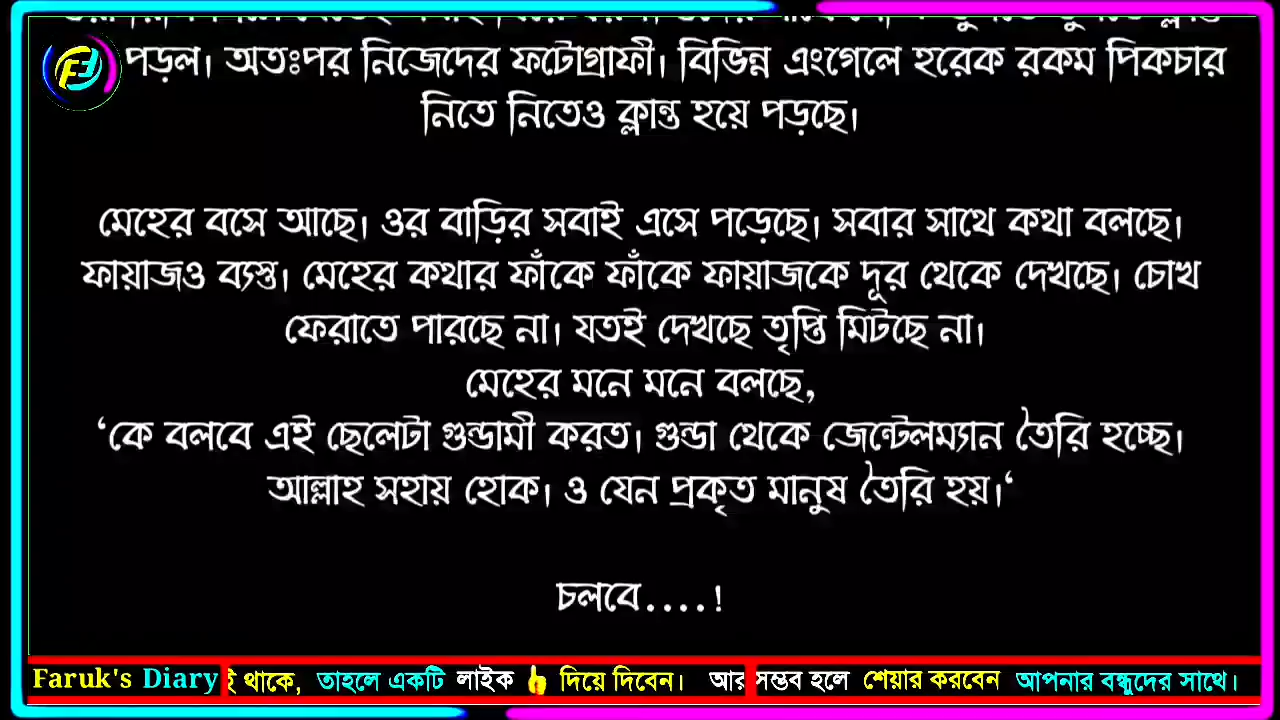 পড়ল। অতঃপর নিজেদের ফটোগ্রাফী। বিভিন্ন এংগেলে হরেক রকম পিকচার
নিতে নিতেও ক্লান্ত হয়ে পড়ছে।
মেহের বসে আছে। ওর বাড়ির সবাই এসে পড়েছে। সবার সাথে কথা বলছে।
ফায়াজও ব্যস্ত। মেহের কথার ফাঁকে ফাঁকে ফায়াজকে দূর থেকে দেখছে। চোখ
ফেরাতে পারছে না। যতই দেখছে তৃপ্তি মিটছে না।
মেহের মনে মনে বলছে,
‘কে বলবে এই ছেলেটা গুন্ডামী করত। গুন্ডা থেকে জেন্টেলম্যান তৈরি হচ্ছে।
আল্লাহ সহায় হোক। ও যেন প্রকৃত মানুষ তৈরি হয়।‘
চলবে....!
Faruk's Diary থাকে, তাহলে একটি লাইক 👍 দিয়ে দিবেন। আর সম্ভব হলে শেয়ার করবেন আপনার বন্ধুদের সাথে।